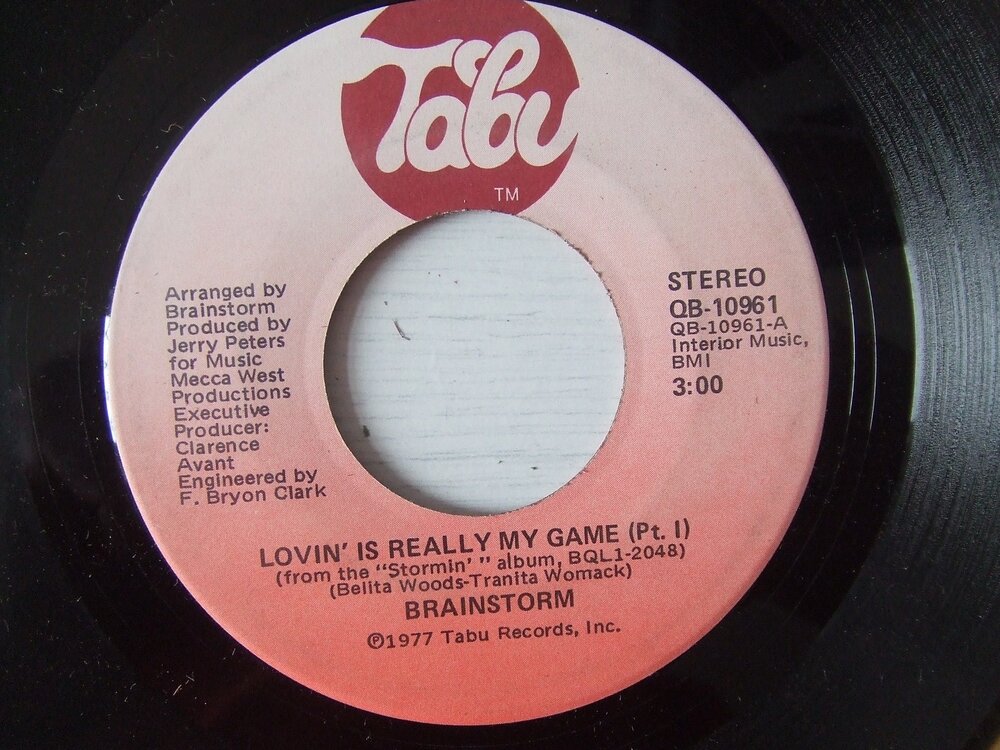 Tabu
TM
Arranged by
Brainstorm
Produced by
Jerry Peters
for Music
Mecca West
Productions
Executive
Producer:
Clarence
Avant
Engineered by
F. Bryon Clark
STEREO
QB-10961
QB-10961-A
Interior Music,
BMI
3:00
LOVIN' IS REALLY MY GAME (Pt. I)
(from the "Stormin' " album, BQL1-2048)
(Belita Woods-Tranita Womack)
BRAINSTORM
℗1977 Tabu Records, Inc.